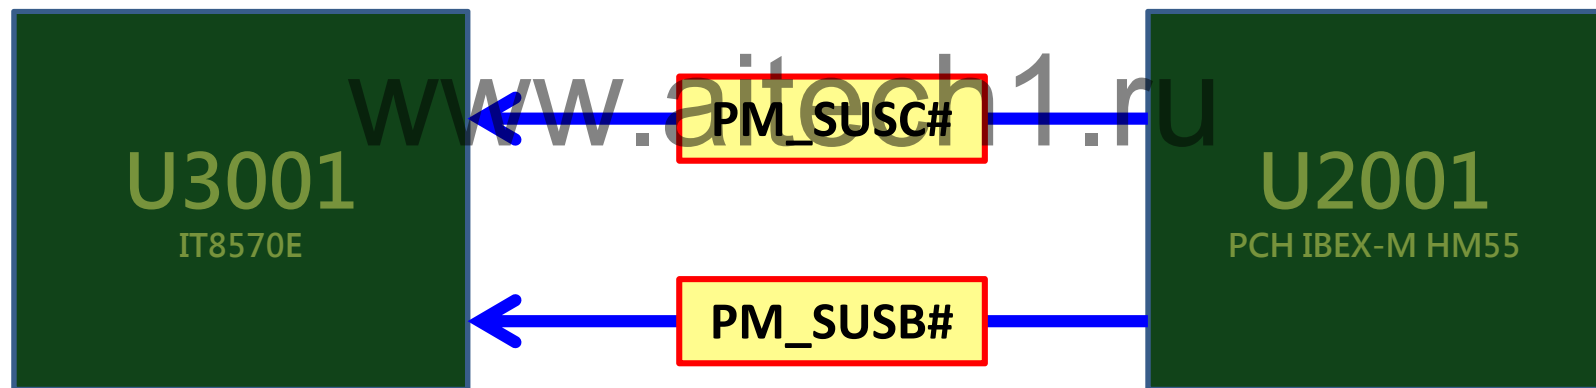 www.aitech1.ru
PM_SUSC#
U3001
IT8570E
U2001
PCH IBEX-M HM55
PM_SUSB#